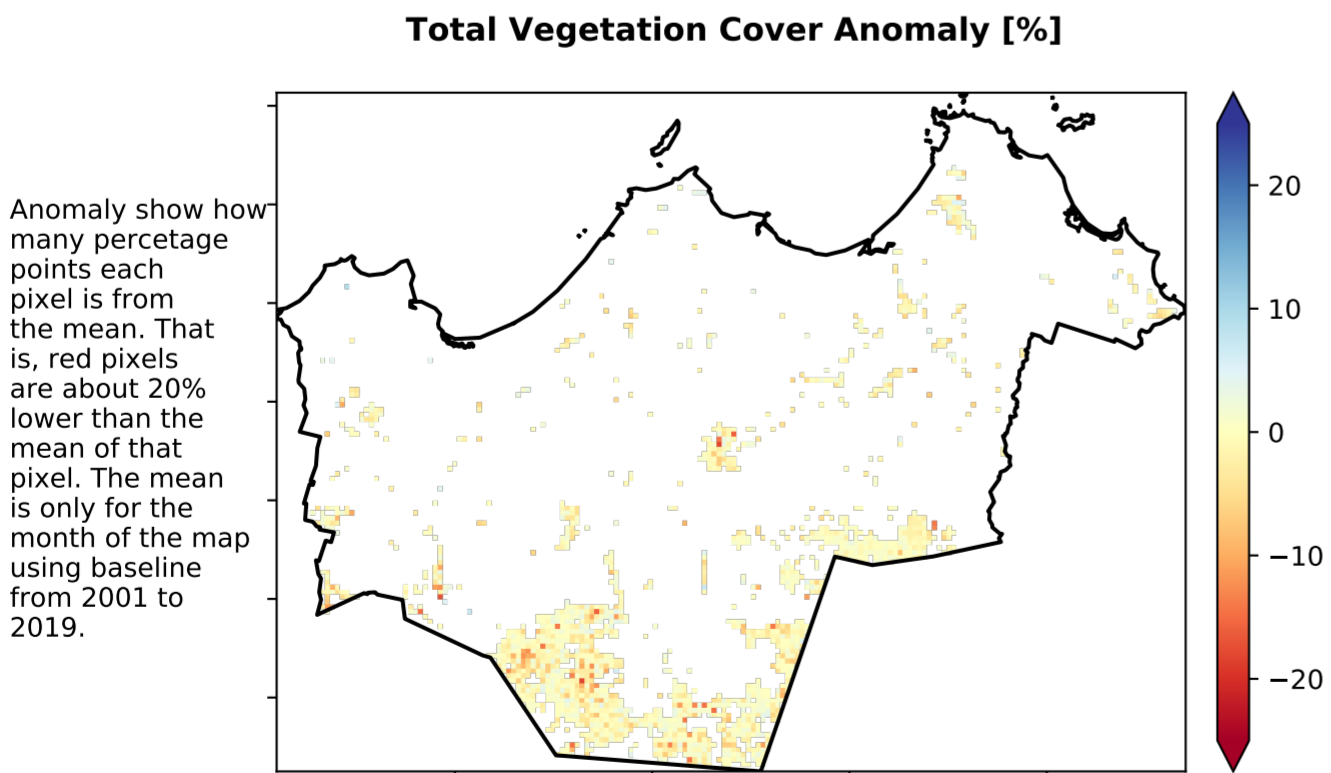 Total Vegetation Cover Anomaly [%]
Anomaly show how
many percetage
points each
pixel is from
the mean. That
is, red pixels
are about 20%
lower than the
mean of that
pixel. The mean
is only for the
month of the map
using baseline
from 2001 to
2019.
20
10
0
−10
−20